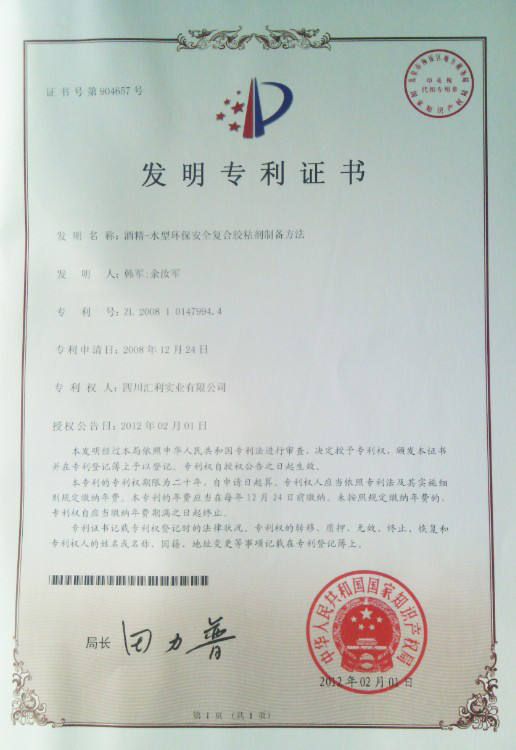 证书号第904657号
印花税
代扣专用章
发明专利证书
发明名称:酒精-水型环保安全复合胶粘剂制备方法
发明人:韩军;余汝军
专利号:ZL 2008 1 0147994.4
专利申请日:2008年12月24日
专利权人:四川汇利实业有限公司
授权公告日:2012年02月01日
本发明经过本局依照中华人民共和国专利法进行审查,决定授予专利权,颁发本证书
并在专利登记簿上予以登记。专利权自授权公告之日起生效。
本专利的专利权期限为二十年,自申请日起算。专利权人应当依照专利法及其实施细
则规定缴纳年费。本专利的年费应当在每年12月24日前缴纳。未按照规定缴纳年费的,
专利权自应当缴纳年费期满之日起终止。
专利证书记载专利权登记时的法律状况。专利权的转移、质押、无效、终止、恢复和
专利权人的姓名或名称、国籍、地址变更等事项记载在专利登记簿上。
局长 田力普
中华人民共和国国家知识产权局
2012年02月01日
第1页(共1页)